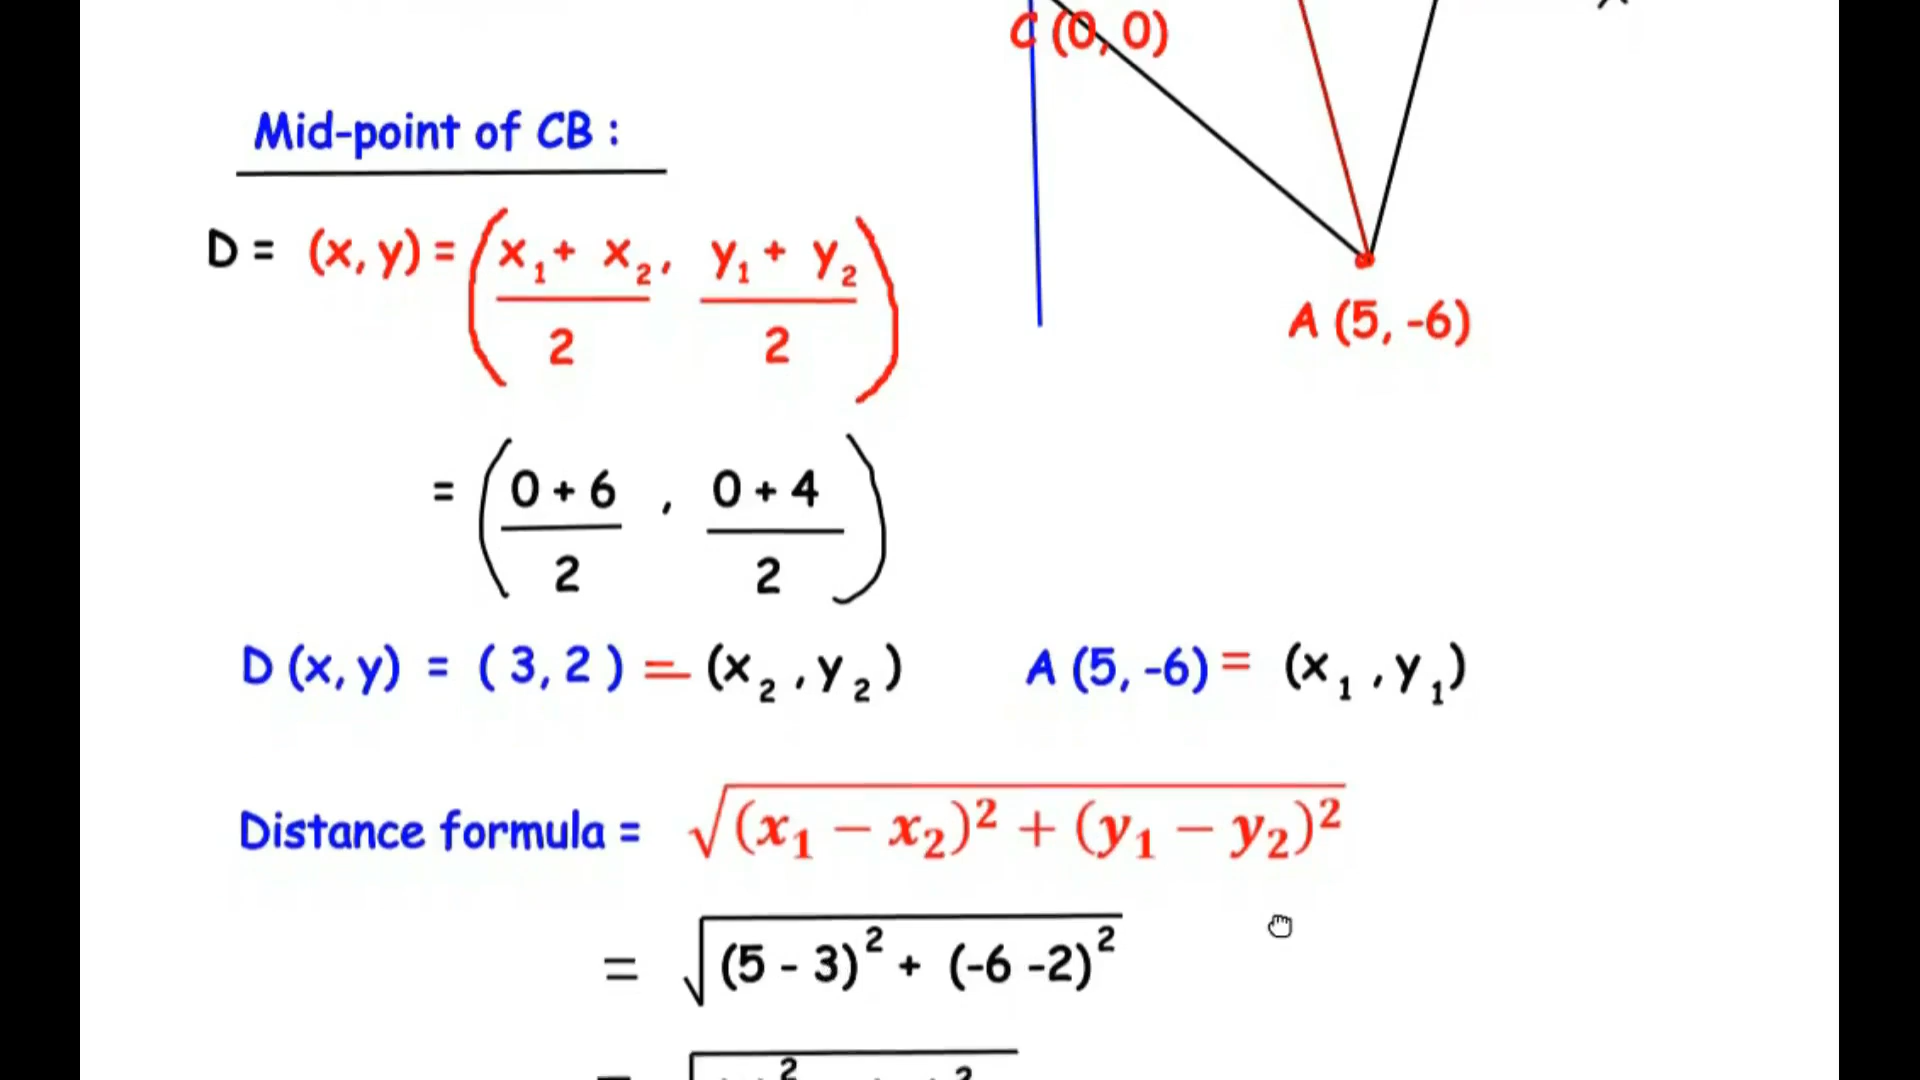 C (0, 0)
Mid-point of CB :
D = (x, y) = (x₁ + x₂ / 2, y₁ + y₂ / 2)
A (5, -6)
= (0 + 6 / 2 , 0 + 4 / 2)
D (x, y) = ( 3, 2 ) = (x₂ , y₂ )
A (5, -6) = (x₁ , y₁)
Distance formula = √(x₁ − x₂)² + (y₁ − y₂)²
= √(5 - 3)² + (-6 -2)²